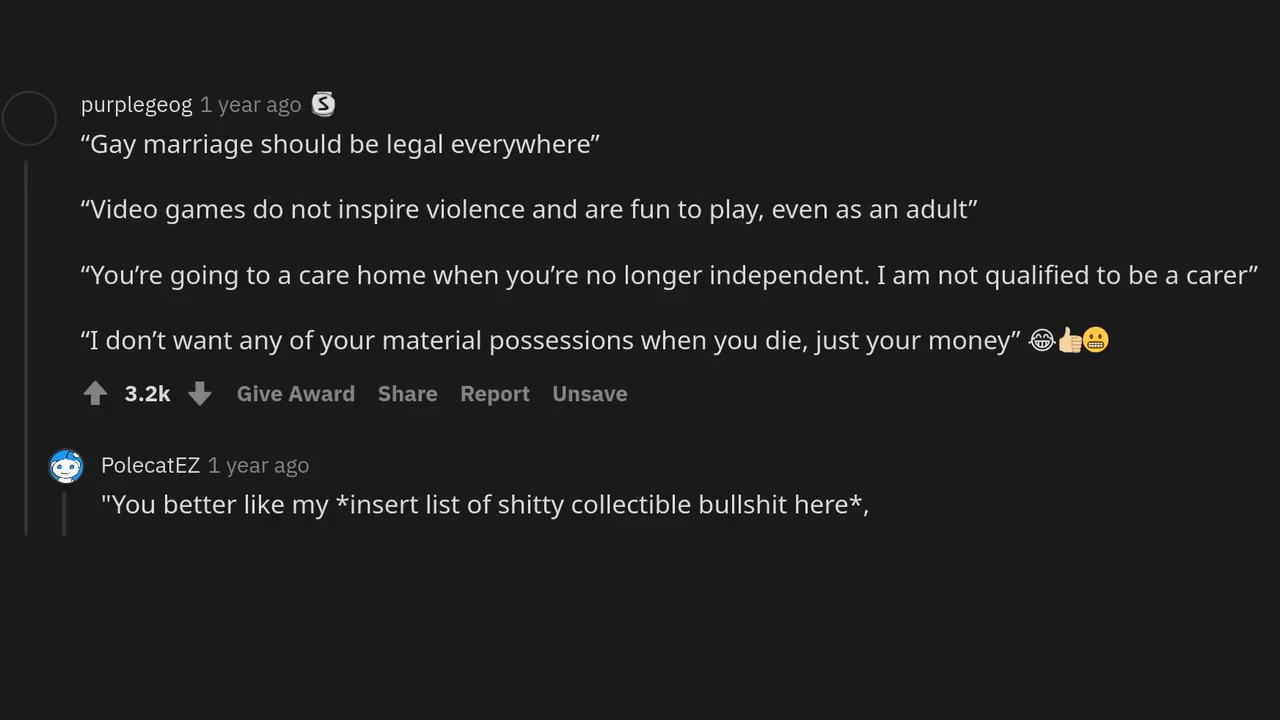 purplegeog 1 year ago S
“Gay marriage should be legal everywhere”
“Video games do not inspire violence and are fun to play, even as an adult”
“You’re going to a care home when you’re no longer independent. I am not qualified to be a carer”
“I don’t want any of your material possessions when you die, just your money” 😂👍🏼😬
3.2k Give Award Share Report Unsave
PolecatEZ 1 year ago
"You better like my *insert list of shitty collectible bullshit here*,